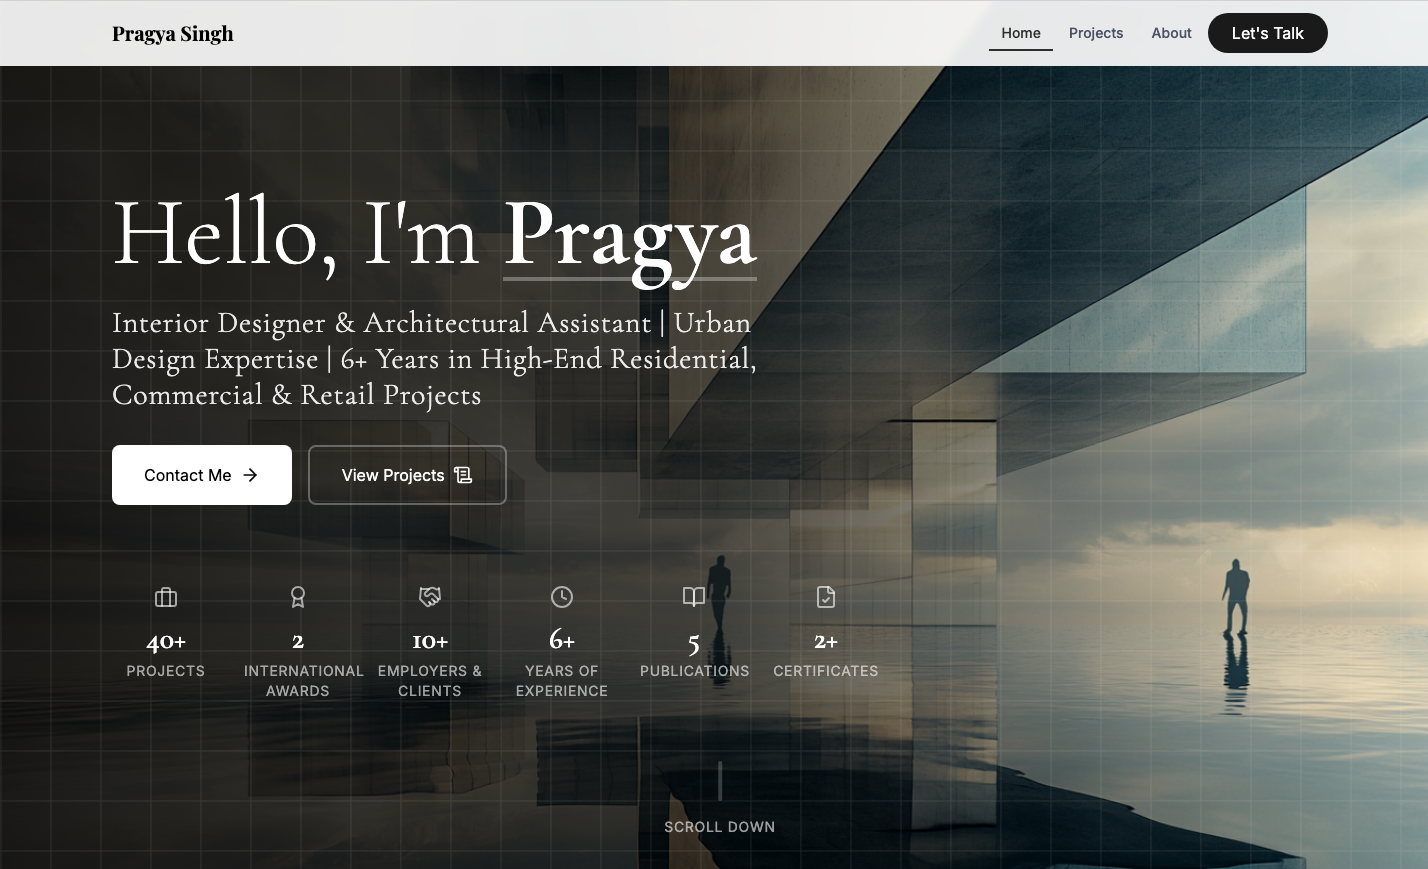 Pragya Singh
Home
Projects
About
Let's Talk
Hello, I'm Pragya
Interior Designer & Architectural Assistant | Urban
Design Expertise | 6+ Years in High-End Residential,
Commercial & Retail Projects
Contact Me
View Projects
40+
PROJECTS
2
INTERNATIONAL
AWARDS
10+
EMPLOYERS &
CLIENTS
6+
YEARS OF
EXPERIENCE
5
PUBLICATIONS
2+
CERTIFICATES
SCROLL DOWN